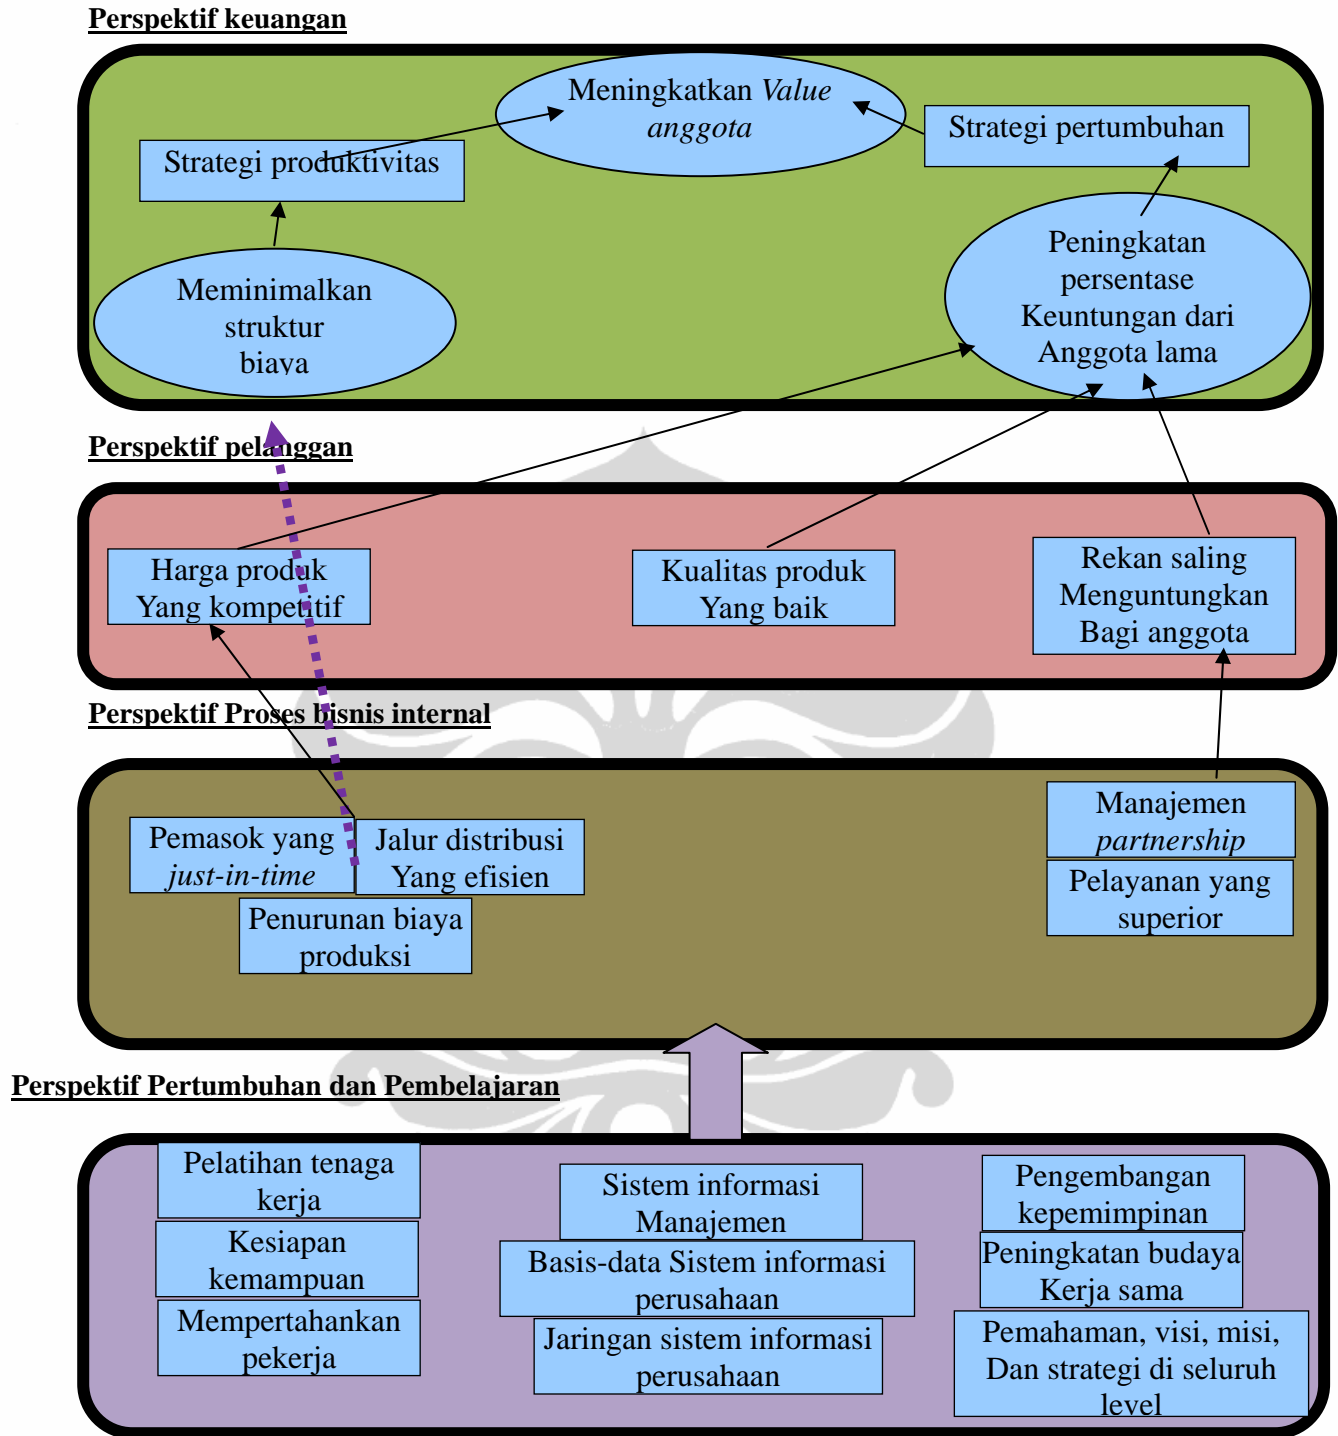 Perspektif keuangan
Meningkatkan Value
anggota
Strategi produktivitas
Strategi pertumbuhan
Meminimalkan
struktur
biaya
Peningkatan
persentase
Keuntungan dari
Anggota lama
Perspektif pelanggan
Harga produk
Yang kompetitif
Kualitas produk
Yang baik
Rekan saling
Menguntungkan
Bagi anggota
Perspektif Proses bisnis internal
Pemasok yang
just-in-time
Jalur distribusi
Yang efisien
Penurunan biaya
produksi
Manajemen
partnership
Pelayanan yang
superior
Perspektif Pertumbuhan dan Pembelajaran
Pelatihan tenaga
kerja
Kesiapan
kemampuan
Mempertahankan
pekerja
Sistem informasi
Manajemen
Basis-data Sistem informasi
perusahaan
Jaringan sistem informasi
perusahaan
Pengembangan
kepemimpinan
Peningkatan budaya
Kerja sama
Pemahaman, visi, misi,
Dan strategi di seluruh
level